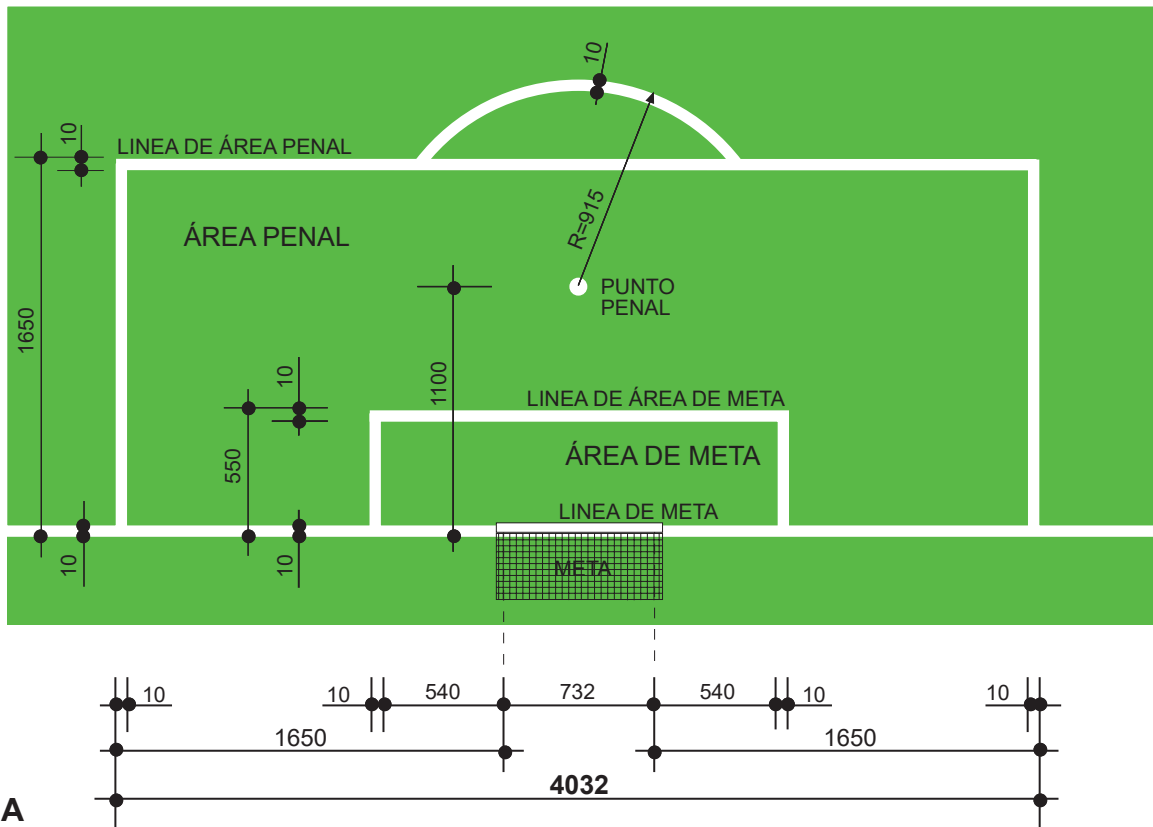 10
10
LINEA DE ÁREA PENAL
ÁREA PENAL
R=915
PUNTO
PENAL
1650
1100
10
LINEA DE ÁREA DE META
550
ÁREA DE META
LINEA DE META
10
10
META
10
10
540
732
540
10
10
1650
1650
4032
A